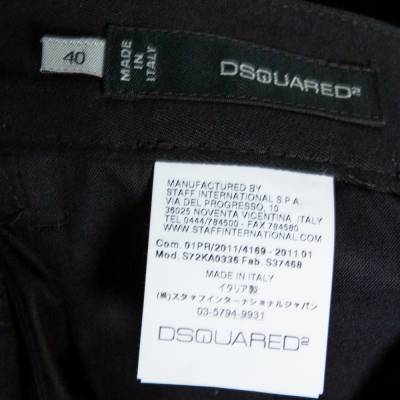 40
MADE IN ITALY
DSQUARED²
MANUFACTURED BY
STAFF INTERNATIONAL S.P.A.
VIA DEL PROGRESSO, 10
36025 NOVENTA VICENTINA, ITALY
TEL 0444/784500 - FAX 784580
WWW.STAFFINTERNATIONAL.COM
Com. 01PR/2011/4169 - 2011 01
Mod. S72KA0336 Fab. S37468
MADE IN ITALY
イタリア製
(株)スタッフインターナショナルジャパン
03-5794-9931
DSQUARED²